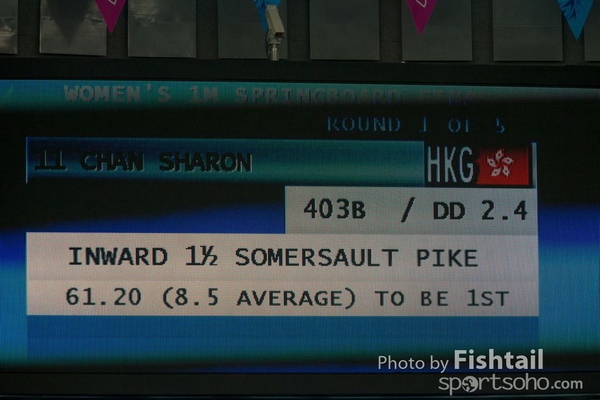 WOMEN'S 1M SPRINGBOARD
ROUND 1 OF 5
11 CHAN SHARON HKG
403B / DD 2.4
INWARD 1½ SOMERSAULT PIKE
61.20 (8.5 AVERAGE) TO BE 1ST
Photo by Fishtail
sportsoho.com/